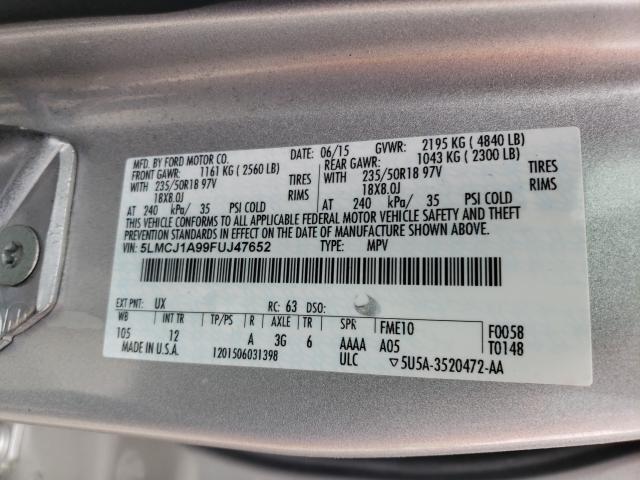 MFD. BY FORD MOTOR CO. DATE: 06/15 GVWR: 2195 KG ( 4840 LB)
FRONT GAWR: 1161 KG ( 2560 LB) REAR GAWR: 1043 KG ( 2300 LB)
WITH 235/50R18 97V TIRES WITH 235/50R18 97V TIRES
18X8.0J RIMS 18X8.0J RIMS
AT 240 kPa/ 35 PSI COLD AT 240 kPa/ 35 PSI COLD
THIS VEHICLE CONFORMS TO ALL APPLICABLE FEDERAL MOTOR VEHICLE SAFETY AND THEFT
PREVENTION STANDARDS IN EFFECT ON THE DATE OF MANUFACTURE SHOWN ABOVE.
VIN: 5LMCJ1A99FUJ47652 TYPE: MPV
EXT PNT: UX RC: 63 DSO:
WB INT TR TP/PS R AXLE TR SPR FME10 F0058
105 12 A 3G 6 AAAA A05 T0148
MADE IN U.S.A. 1201506031398 ULC ▽5U5A-3520472-AA